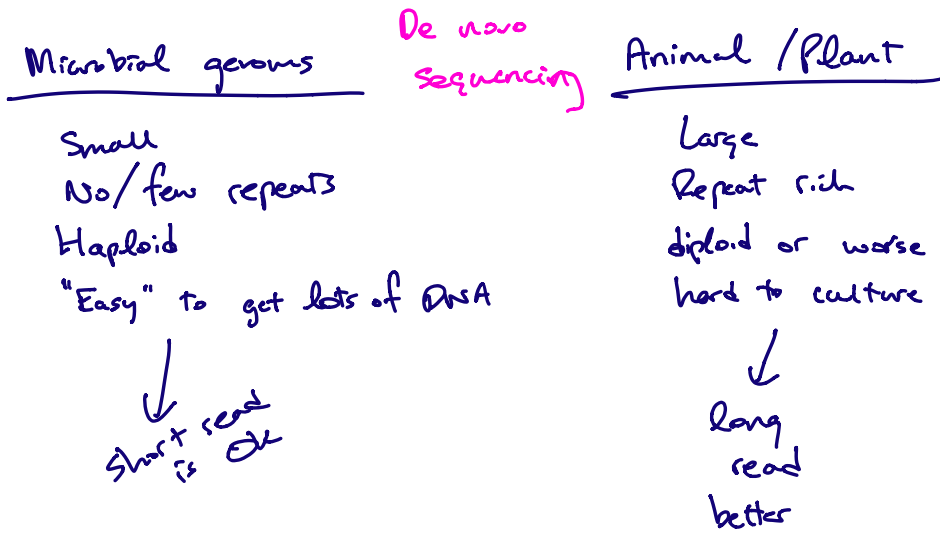 De novo
sequencing
Microbial genoms
Small
No/few repeats
Haploid
"Easy" to get lots of DNA
short read
is OK
Animal /Plant
Large
Repeat rich
diploid or worse
hard to culture
long
read
better